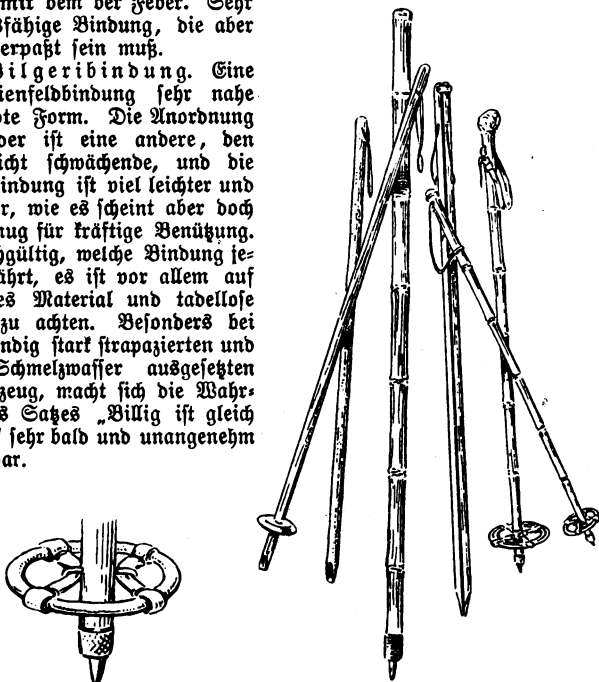 mit dem der Feder. Sehr
sfähige Bindung, die aber
erpaßt sein muß.
Bilgeribindung. Eine
ienfeldbindung sehr nahe
bte Form. Die Anordnung
der ist eine andere, den
icht schwächende, und die
indung ist viel leichter und
r, wie es scheint aber doch
nug für kräftige Benützung.
hgültig, welche Bindung je-
ährt, es ist vor allem auf
es Material und tadellose
zu achten. Besonders bei
ndig stark strapazierten und
Schmelzwasser ausgesetzten
zeug, macht sich die Wahr-
s Satzes „Billig ist gleich
“ sehr bald und unangenehm
ar.